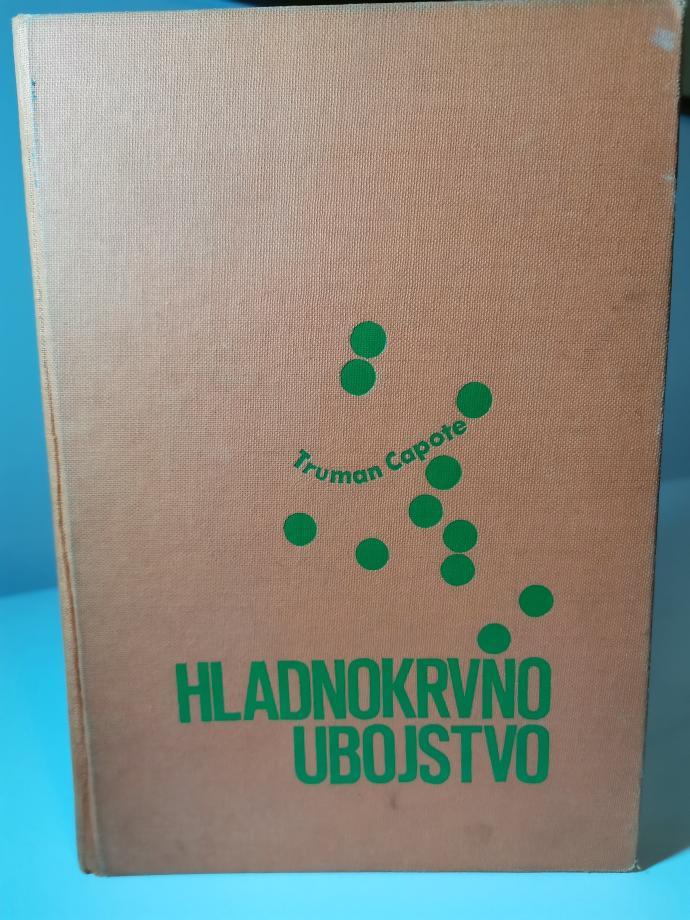 Truman Capote
HLADNOKRVNO
UBOJSTVO